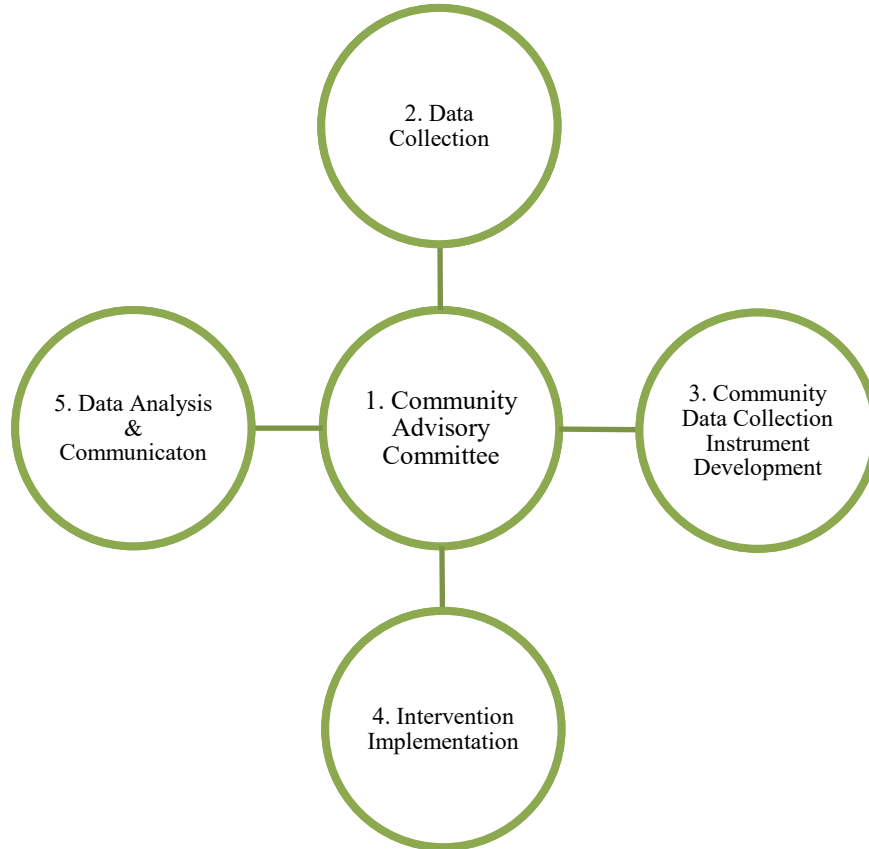 2. Data
Collection
5. Data Analysis
&
Communicaton
1. Community
Advisory
Committee
3. Community
Data Collection
Instrument
Development
4. Intervention
Implementation